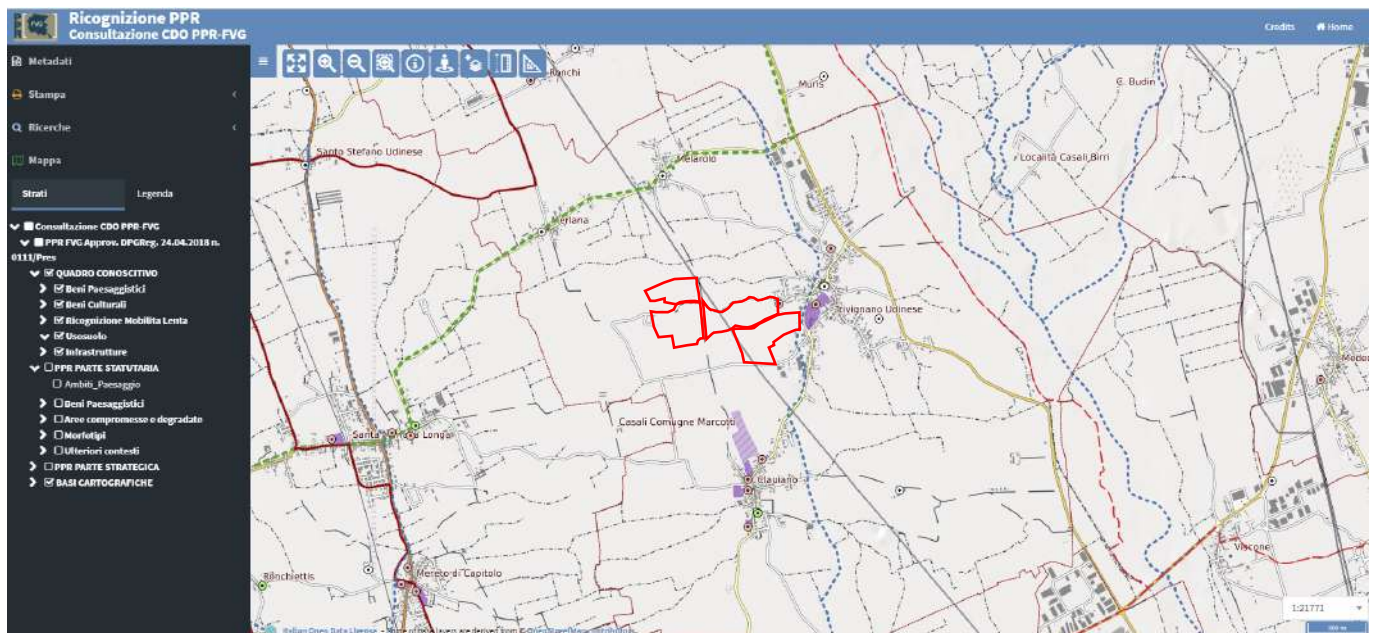 Ricognizione PPR
Consultazione CDO PPR-FVG
Credits
Home
Metadati
Stampa
Ricerche
Mappa
Strati
Legenda
Consultazione CDO PPR-FVG
PPR FVG Approv. DPGReg. 24.04.2018 n.
0111/Pres
QUADRO CONOSCITIVO
Beni Paesaggistici
Beni Culturali
Ricognizione Mobilita Lenta
Usosuolo
Infrastrutture
PPR PARTE STATUTARIA
Ambiti_Paesaggio
Beni Paesaggistici
Aree compromesse e degradate
Morfotipi
Ulteriori contesti
PPR PARTE STRATEGICA
BASI CARTOGRAFICHE
Muris
C. Budin
Santo Stefano Udinese
Melarolo
Località Casali Birri
Meriana
Trivignano Udinese
Casali Comugne Marcotti
Santa Longa
Clauiano
Viscone
Mereto di Capitolo
Ronchiettis
1:21771